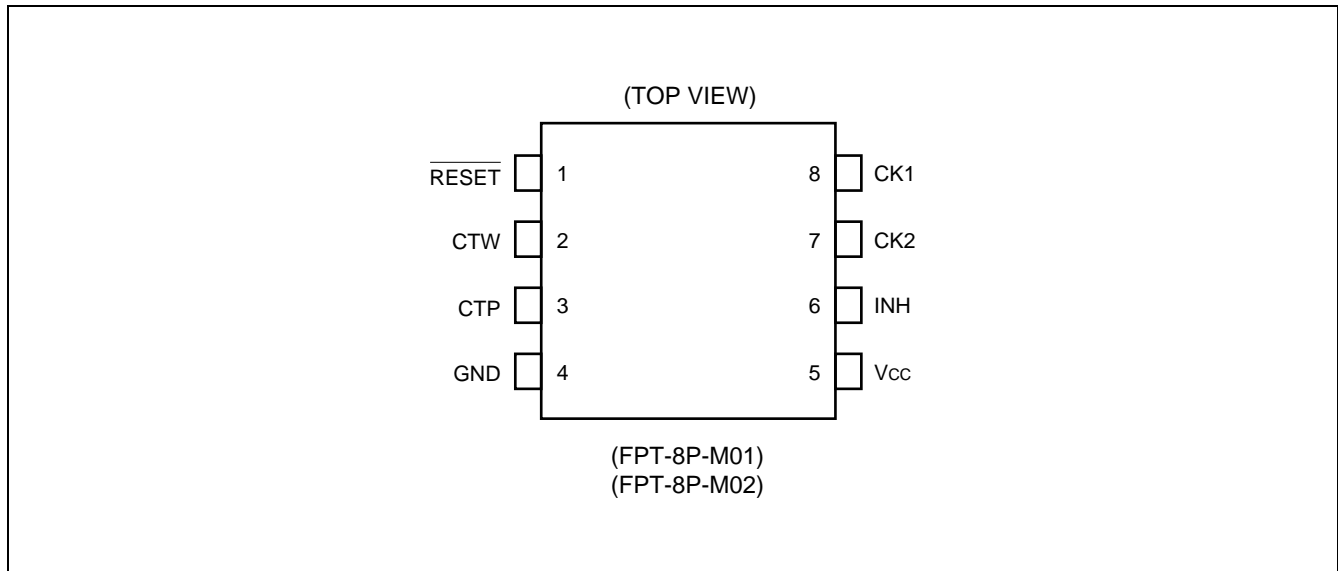 (TOP VIEW)
RESET 1 8 CK1
CTW 2 7 CK2
CTP 3 6 INH
GND 4 5 VCC
(FPT-8P-M01)
(FPT-8P-M02)